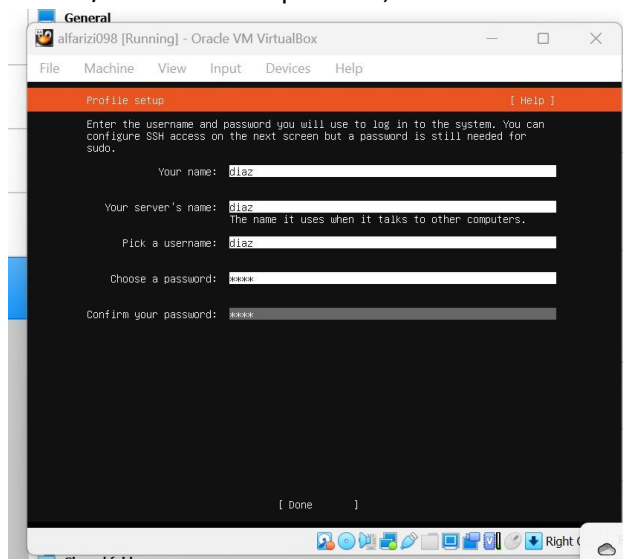 General
alfarizi098 [Running] - Oracle VM VirtualBox
File Machine View Input Devices Help
Profile setup [ Help ]
Enter the username and password you will use to log in to the system. You can
configure SSH access on the next screen but a password is still needed for
sudo.
Your name: diaz
Your server's name: diaz
The name it uses when it talks to other computers.
Pick a username: diaz
Choose a password: ****
Confirm your password: ****
[ Done ]
Right